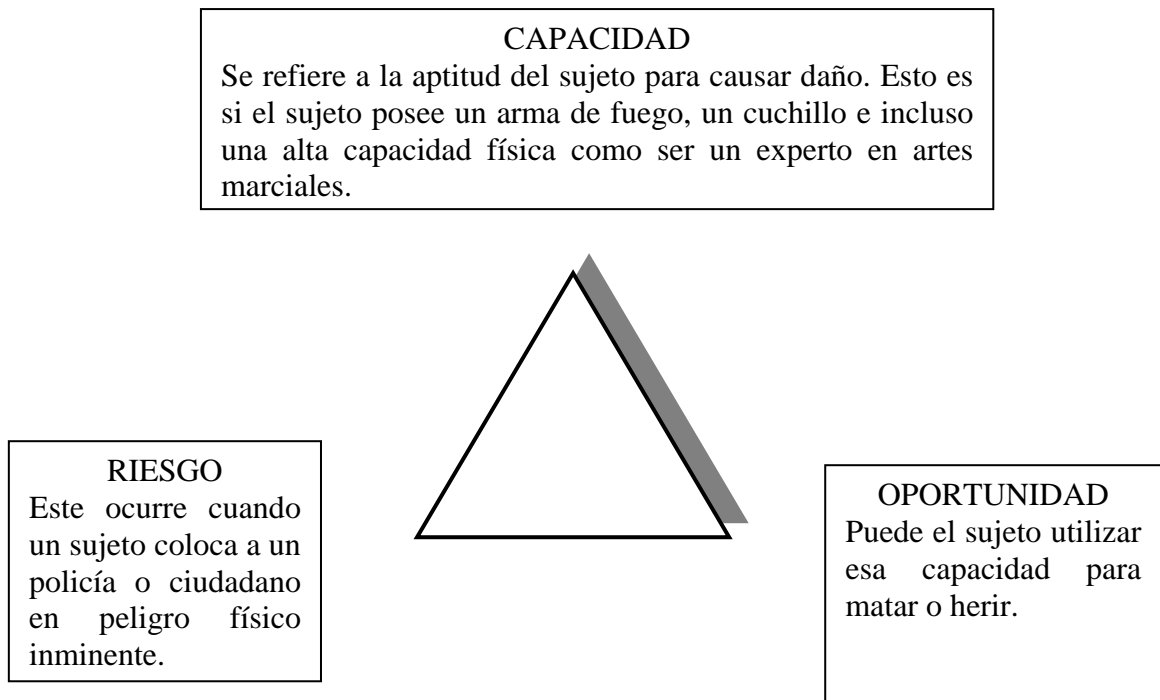 CAPACIDAD
Se refiere a la aptitud del sujeto para causar daño. Esto es
si el sujeto posee un arma de fuego, un cuchillo e incluso
una alta capacidad física como ser un experto en artes
marciales.
RIESGO
Este ocurre cuando
un sujeto coloca a un
policía o ciudadano
en peligro físico
inminente.
OPORTUNIDAD
Puede el sujeto utilizar
esa capacidad para
matar o herir.